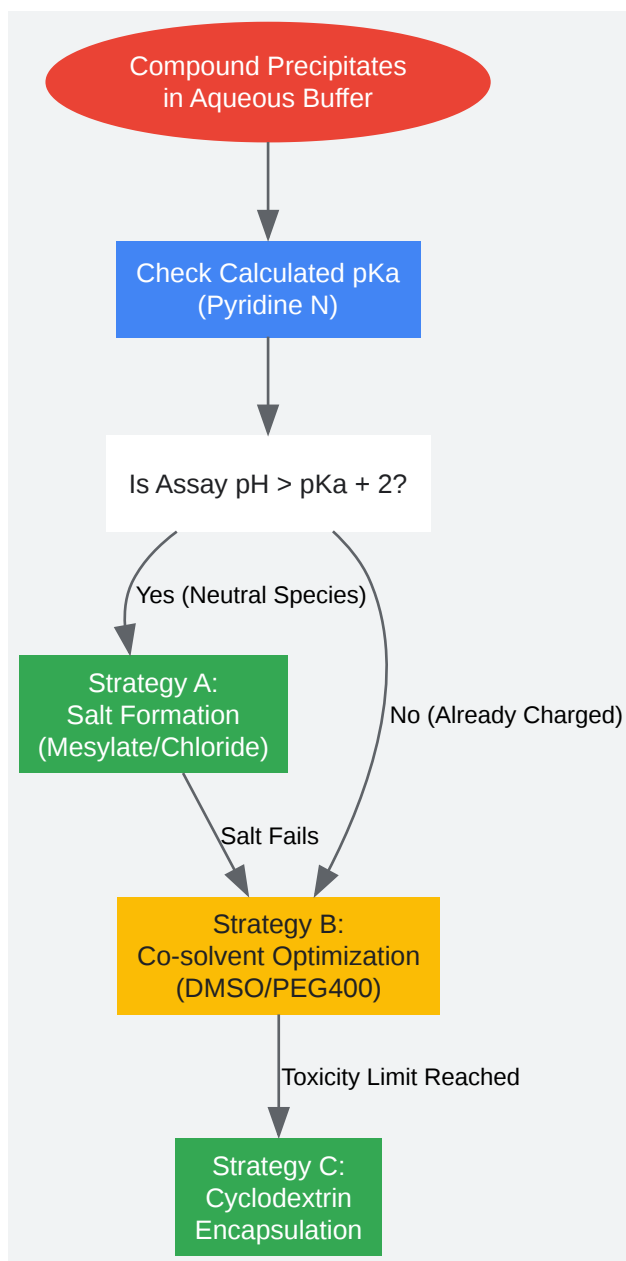 Compound Precipitates
in Aqueous Buffer
Check Calculated pKa
(Pyridine N)
Is Assay pH > pKa + 2?
Yes (Neutral Species)
Strategy A:
Salt Formation
(Mesylate/Chloride)
No (Already Charged)
Salt Fails
Strategy B:
Co-solvent Optimization
(DMSO/PEG400)
Toxicity Limit Reached
Strategy C:
Cyclodextrin
Encapsulation